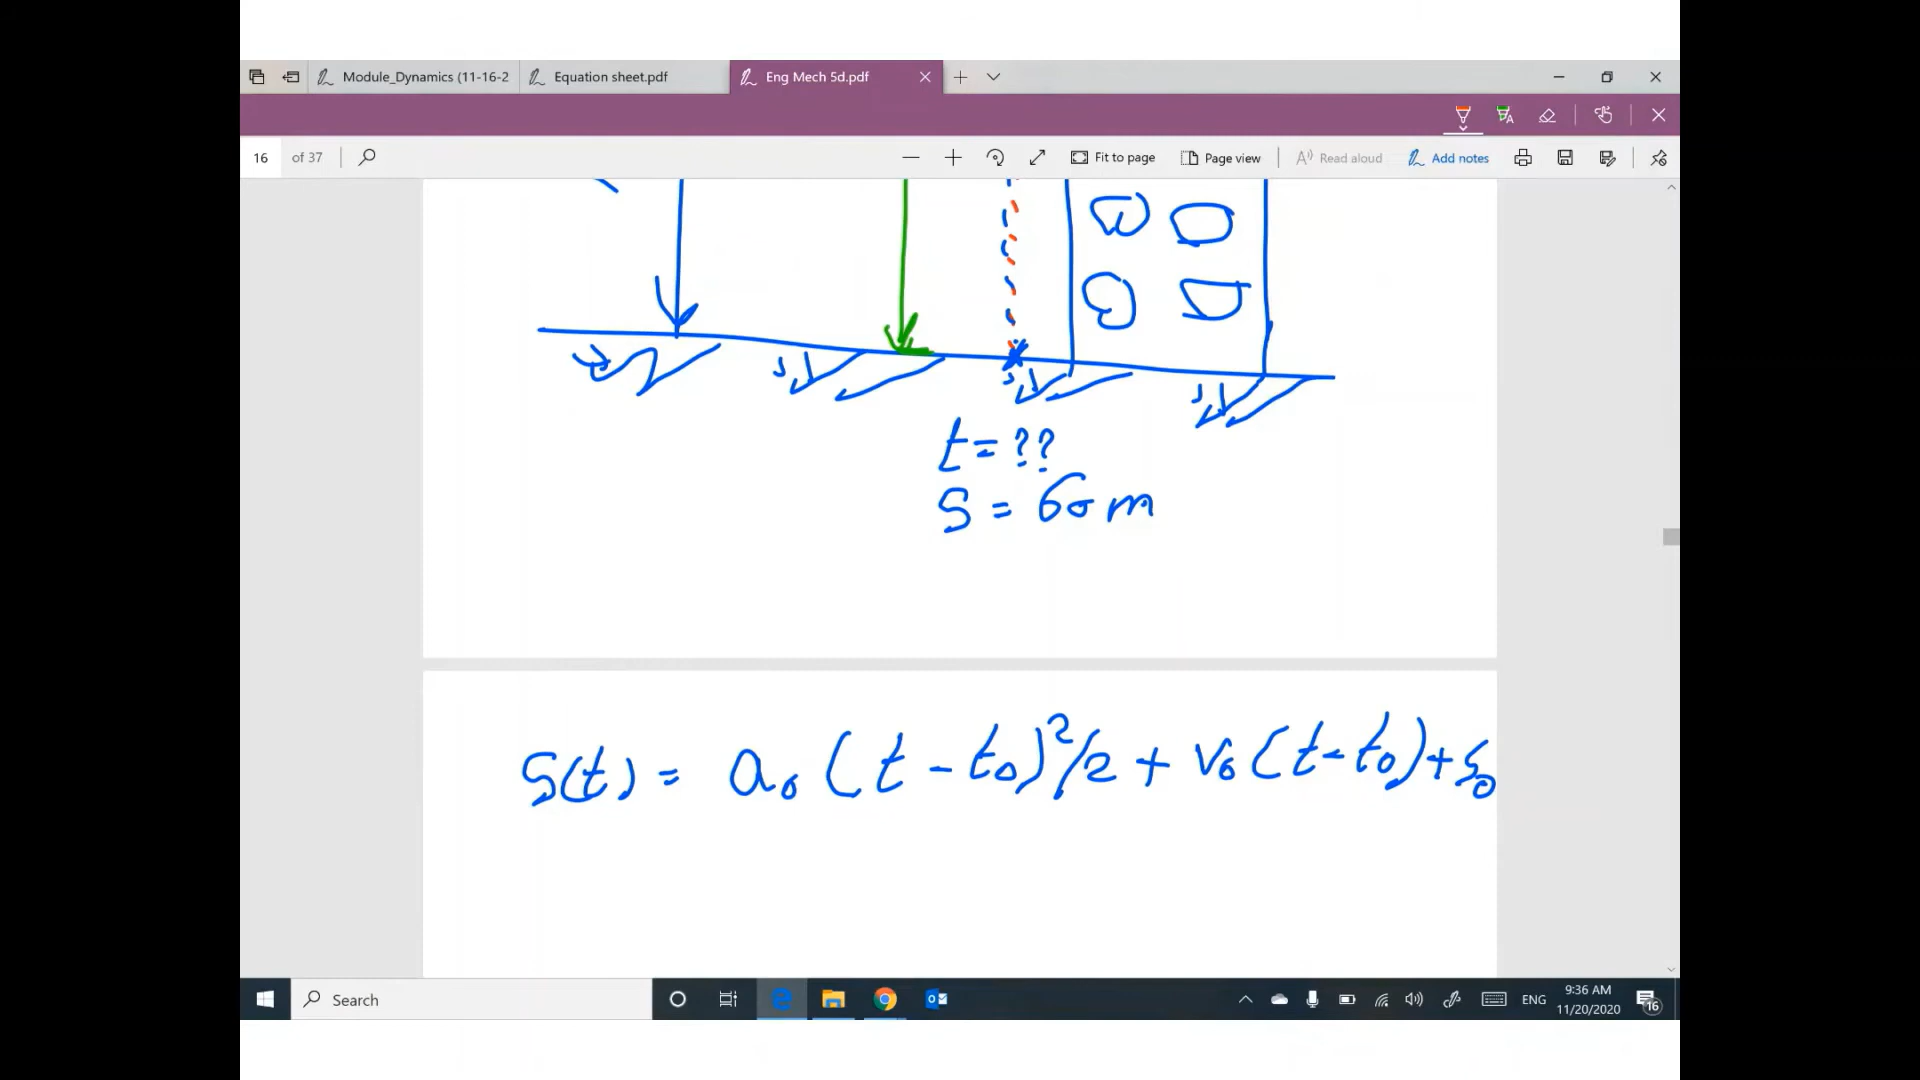 Module_Dynamics (11-16-2
Equation sheet.pdf
Eng Mech 5d.pdf
16 of 37
Fit to page
Page view
Read aloud
Add notes
t = ??
S = 60 m
S(t) = a₀ (t - t₀)²/2 + V₀ (t - t₀) + S₀
Search
ENG
9:36 AM
11/20/2020
16